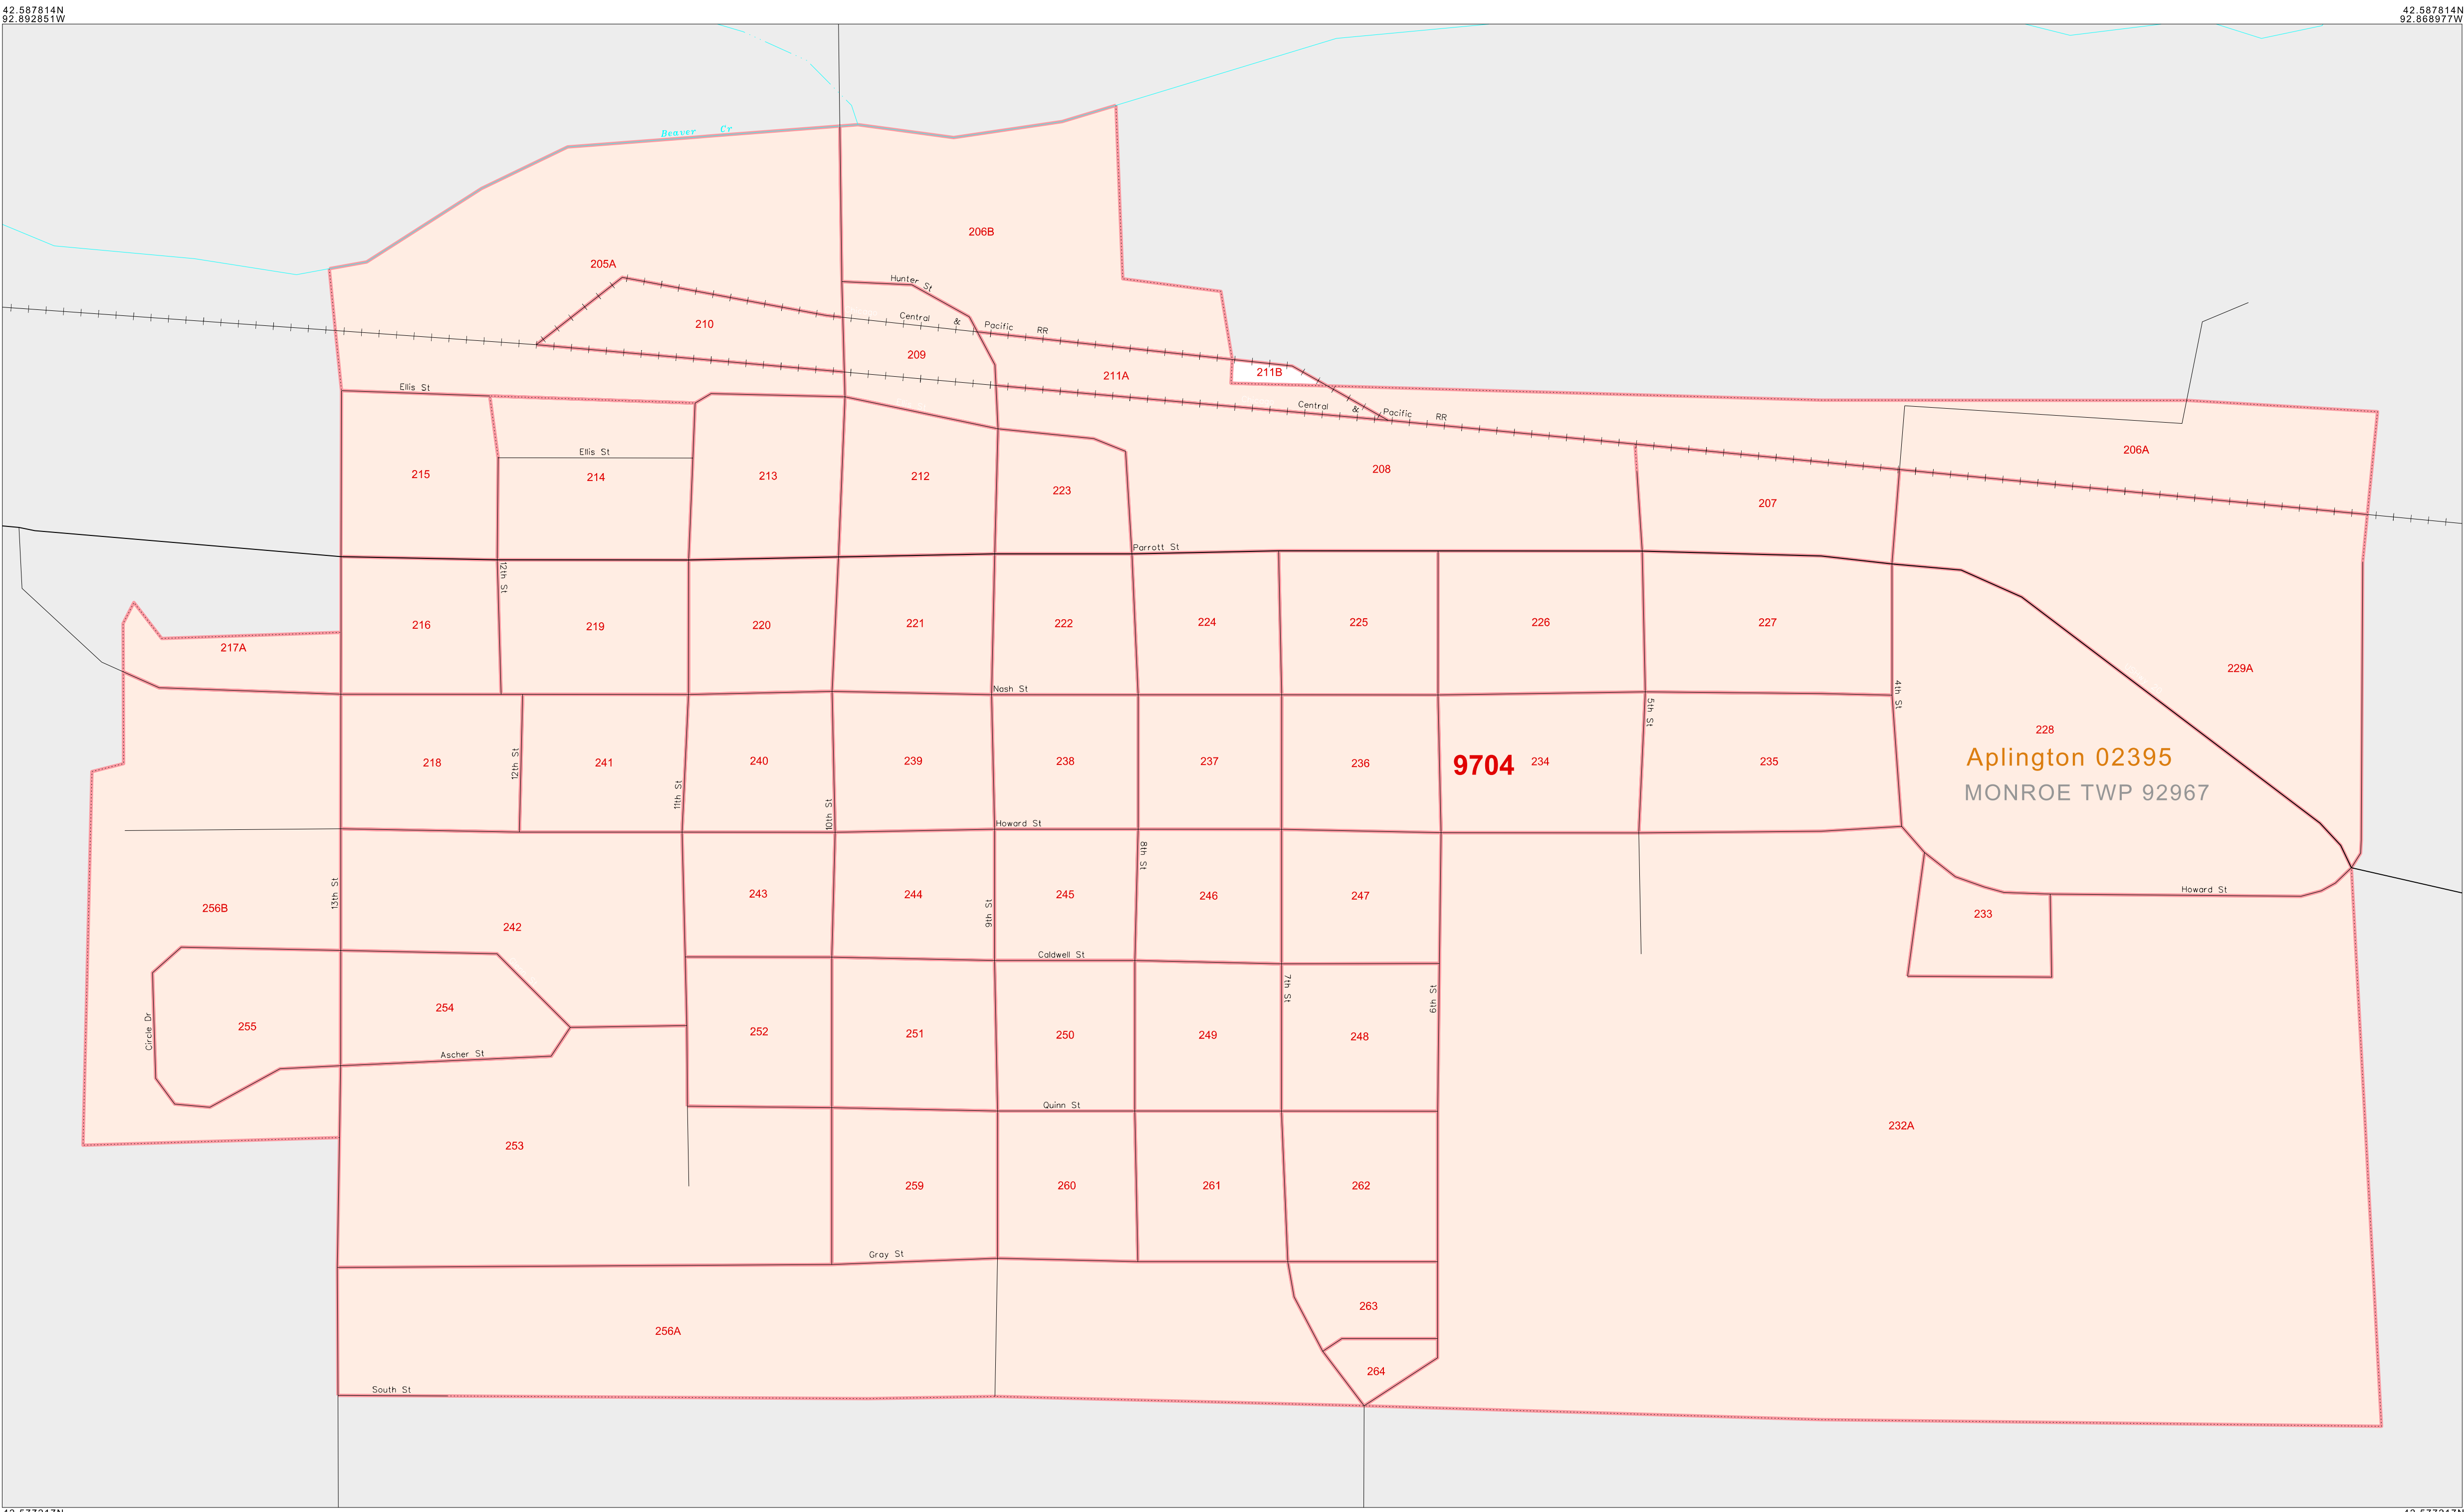 42.587814N
92.892851W
42.587814N
92.868977W
Beaver Cr
206B
205A
Hunter St
210
Central & Pacific RR
209
211A
211B
Ellis St
Central & Pacific RR
206A
Ellis St
215
214
213
212
223
208
207
Parrott St
12th St
216
219
220
221
222
224
225
226
227
217A
229A
Nash St
4th St
5th St
228
218
12th St
241
11th St
240
10th St
239
238
237
236
9704
234
235
Aplington 02395
MONROE TWP 92967
Howard St
8th St
13th St
256B
242
243
244
9th St
245
246
247
233
Howard St
Caldwell St
7th St
6th St
254
255
Circle Dr
Ascher St
252
251
250
249
248
Quinn St
253
232A
259
260
261
262
Gray St
263
256A
264
South St